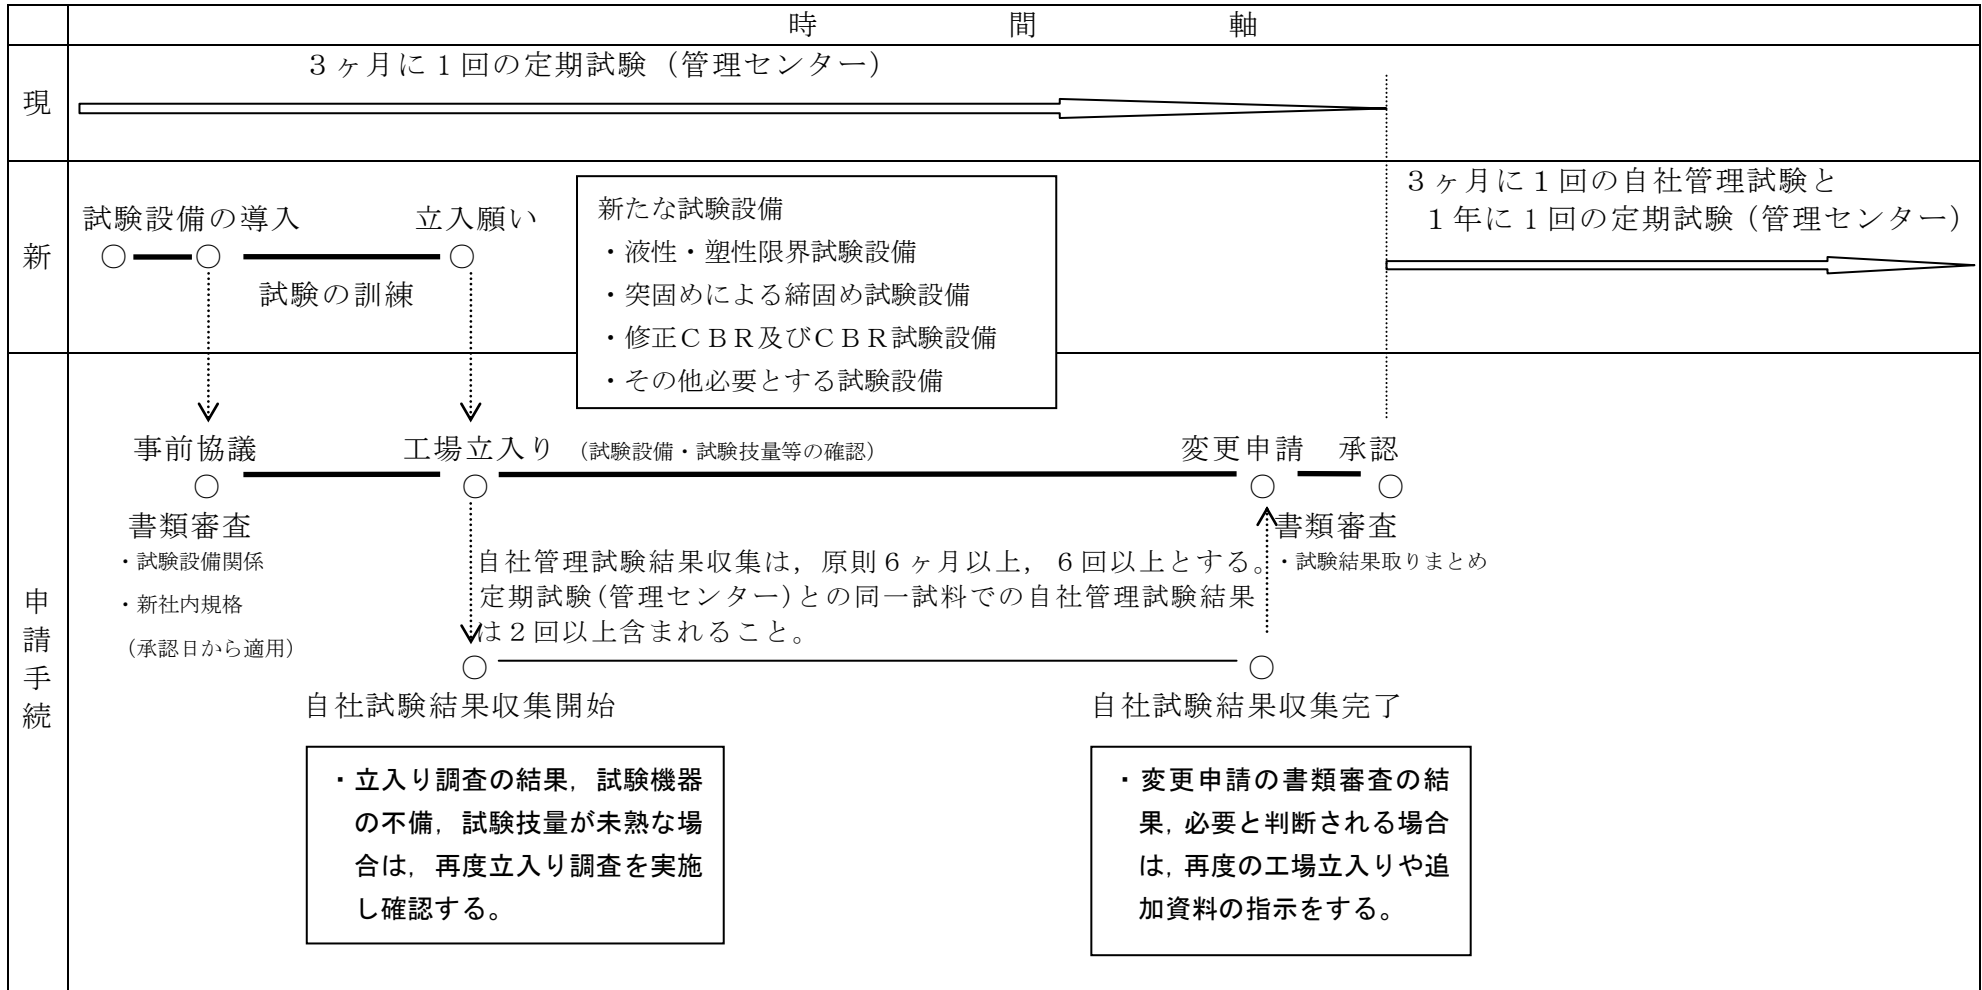 時間軸
現
３ヶ月に１回の定期試験（管理センター）
新
試験設備の導入
立入願い
試験の訓練
新たな試験設備
・液性・塑性限界試験設備
・突固めによる締固め試験設備
・修正ＣＢＲ及びＣＢＲ試験設備
・その他必要とする試験設備
３ヶ月に１回の自社管理試験と
１年に１回の定期試験（管理センター）
申請手続
事前協議
書類審査
・試験設備関係
・新社内規格
（承認日から適用）
工場立入り（試験設備・試験技量等の確認）
変更申請
承認
書類審査
・試験結果取りまとめ
自社管理試験結果収集は，原則６ヶ月以上，６回以上とする。
定期試験(管理センター)との同一試料での自社管理試験結果
は２回以上含まれること。
自社試験結果収集開始
自社試験結果収集完了
・立入り調査の結果，試験機器
の不備，試験技量が未熟な場
合は，再度立入り調査を実施
し確認する。
・変更申請の書類審査の結
果，必要と判断される場合
は，再度の工場立入りや追
加資料の指示をする。